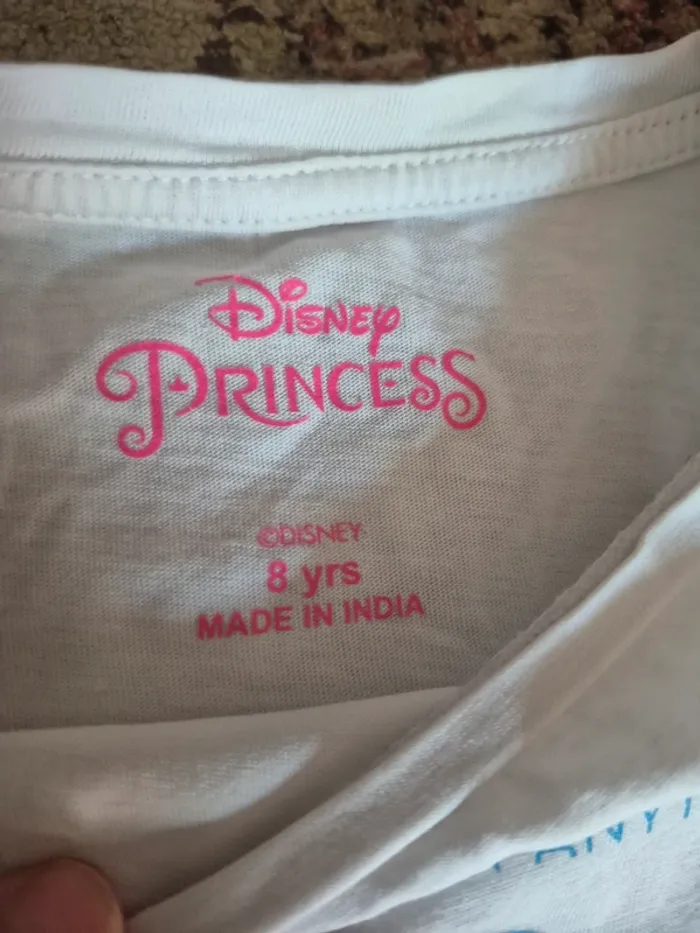 Disney
PRINCESS
©DISNEY
8 yrs
MADE IN INDIA